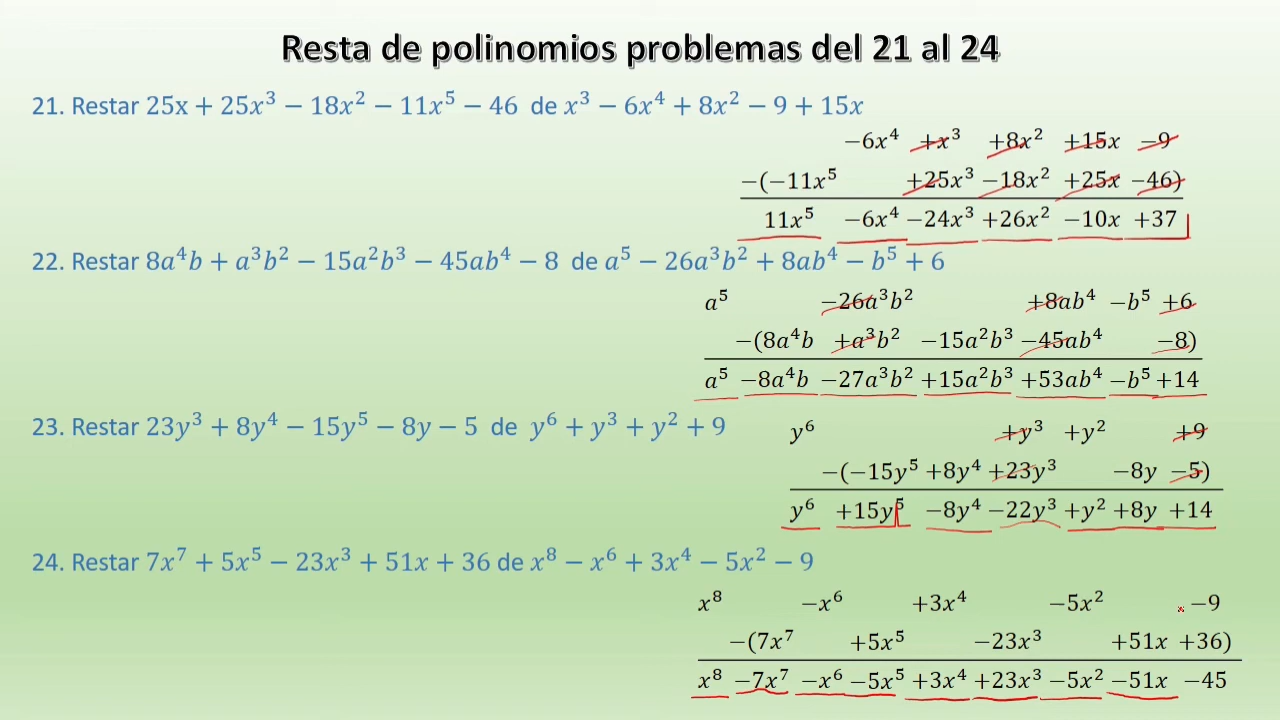 Resta de polinomios problemas del 21 al 24
21. Restar 25x + 25x³ − 18x² − 11x⁵ − 46 de x³ − 6x⁴ + 8x² − 9 + 15x
−6x⁴ +x³ +8x² +15x −9
−(−11x⁵ +25x³ −18x² +25x −46)
11x⁵ −6x⁴ −24x³ +26x² −10x +37
22. Restar 8a⁴b + a³b² − 15a²b³ − 45ab⁴ − 8 de a⁵ − 26a³b² + 8ab⁴ − b⁵ + 6
a⁵ −26a³b² +8ab⁴ −b⁵ +6
−(8a⁴b +a³b² −15a²b³ −45ab⁴ −8)
a⁵ −8a⁴b −27a³b² +15a²b³ +53ab⁴ −b⁵ +14
23. Restar 23y³ + 8y⁴ − 15y⁵ − 8y − 5 de y⁶ + y³ + y² + 9
y⁶ +y³ +y² +9
−(−15y⁵ +8y⁴ +23y³ −8y −5)
y⁶ +15y⁵ −8y⁴ −22y³ +y² +8y +14
24. Restar 7x⁷ + 5x⁵ − 23x³ + 51x + 36 de x⁸ − x⁶ + 3x⁴ − 5x² − 9
x⁸ −x⁶ +3x⁴ −5x² −9
−(7x⁷ +5x⁵ −23x³ +51x +36)
x⁸ −7x⁷ −x⁶ −5x⁵ +3x⁴ +23x³ −5x² −51x −45